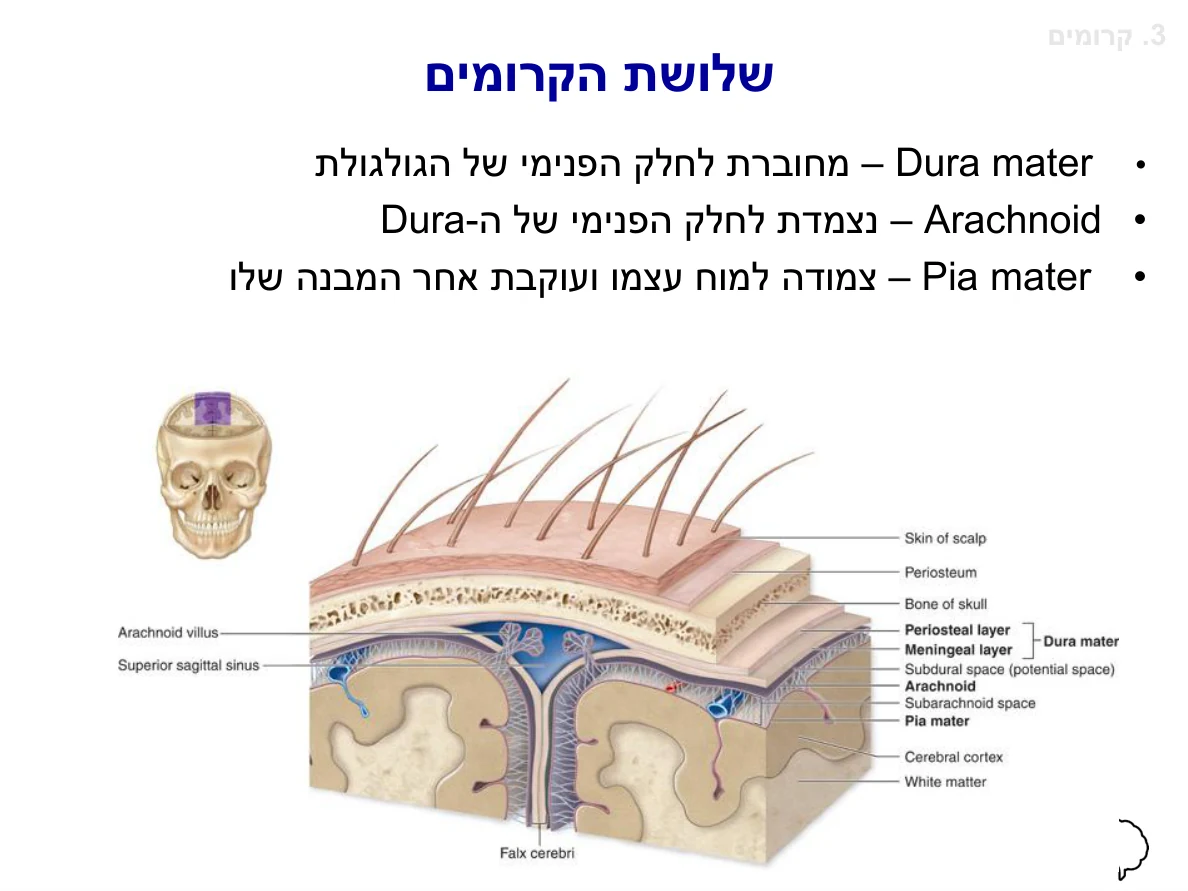 3. קרומים
שלושת הקרומים
• Dura mater – מחוברת לחלק הפנימי של הגולגולת
• Arachnoid – נצמדת לחלק הפנימי של ה-Dura
• Pia mater – צמודה למוח עצמו ועוקבת אחר המבנה שלו
Skin of scalp
Periosteum
Bone of skull
Arachnoid villus
Periosteal layer
Dura mater
Meningeal layer
Superior sagittal sinus
Subdural space (potential space)
Arachnoid
Subarachnoid space
Pia mater
Cerebral cortex
White matter
Falx cerebri